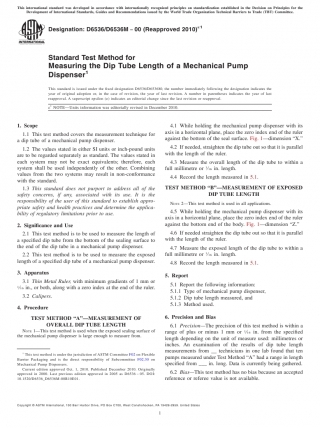 This international standard was developed in accordance with internationally recognized principles on standardization established in the Decision on Principles for the
Development of International Standards, Guides and Recommendations issued by the World Trade Organization Technical Barriers to Trade (TBT) Committee.
Designation: D6536/D6536M − 00 (Reapproved 2010)ε1
INTERNATIONAL
Standard Test Method for
Measuring the Dip Tube Length of a Mechanical Pump
Dispenser1
This standard is issued under the fixed designation D6536/D6536M; the number immediately following the designation indicates the
year of original adoption or, in the case of revision, the year of last revision. A number in parentheses indicates the year of last
reapproval. A superscript epsilon (ε) indicates an editorial change since the last revision or reapproval.
ε1 NOTE—Units information was editorially revised in December 2010.
1. Scope
1.1 This test method covers the measurement technique for
a dip tube of a mechanical pump dispenser.
1.2 The values stated in either SI units or inch-pound units
are to be regarded separately as standard. The values stated in
each system may not be exact equivalents; therefore, each
system shall be used independently of the other. Combining
values from the two systems may result in non-conformance
with the standard.
1.3 This standard does not purport to address all of the
safety concerns, if any, associated with its use. It is the
responsibility of the user of this standard to establish appro-
priate safety and health practices and determine the applica-
bility of regulatory limitations prior to use.
2. Significance and Use
2.1 This test method is to be used to measure the length of
a specified dip tube from the bottom of the sealing surface to
the end of the dip tube in a mechanical pump dispenser.
2.2 This test method is to be used to measure the exposed
length of a specified dip tube of a mechanical pump dispenser.
3. Apparatus
3.1 Thin Metal Rules, with minimum gradients of 1 mm or
1⁄16 in., or both, along with a zero index at the end of the ruler.
3.2 Calipers.
4. Procedure
TEST METHOD “A”—MEASUREMENT OF
OVERALL DIP TUBE LENGTH
NOTE 1—This test method is used when the exposed sealing surface of
the mechanical pump dispenser is large enough to measure from.
1 This test method is under the jurisdiction of ASTM Committee F02 on Flexible
Barrier Packaging and is the direct responsibility of Subcommittee F02.30 on
Mechanical Pump Dispensers.
Current edition approved Oct. 1, 2010. Published December 2010. Originally
approved in 2000. Last previous edition approved in 2005 as D6536 – 05. DOI:
4.1 While holding the mechanical pump dispenser with its
axis in a horizontal plane, place the zero index end of the ruler
against the bottom of the seal surface. Fig. 1—dimension “X.”
4.2 If needed, straighten the dip tube out so that it is parallel
with the length of the ruler.
4.3 Measure the overall length of the dip tube to within a
full millimetre or 1⁄16 in. length.
4.4 Record the length measured in 5.1.
TEST METHOD “B”—MEASUREMENT OF EXPOSED
DIP TUBE LENGTH
NOTE 2—This test method is used in all applications.
4.5 While holding the mechanical pump dispenser with its
axis in a horizontal plane, place the zero index end of the ruler
against the bottom end of the body. Fig. 1—dimension “Z.”
4.6 If needed straighten the dip tube out so that it is parallel
with the length of the ruler.
4.7 Measure the exposed length of the dip tube to within a
full millimetre or 1⁄16 in. length.
4.8 Record the length measured in 5.1.
5. Report
5.1 Report the following information:
5.1.1 Type of mechanical pump dispenser,
5.1.2 Dip tube length measured, and
5.1.3 Method used.
6. Precision and Bias
6.1 Precision—The precision of this test method is within a
range of plus or minus 1 mm or 1⁄16 in. from the specified
length depending on the unit of measure used: millimetres or
inches. An examination of the results of dip tube length
measurements from __ technicians in one lab found that ten
pumps measured under Test Method “A” had a range in length
specified from ___ in. long. Data is currently being gathered.
6.2 Bias—This test method has no bias because an accepted
reference or referee value is not available.
Copyright © ASTM International, 100 Barr Harbor Drive, PO Box C700, West Conshohocken, PA 19428-2959. United States
1